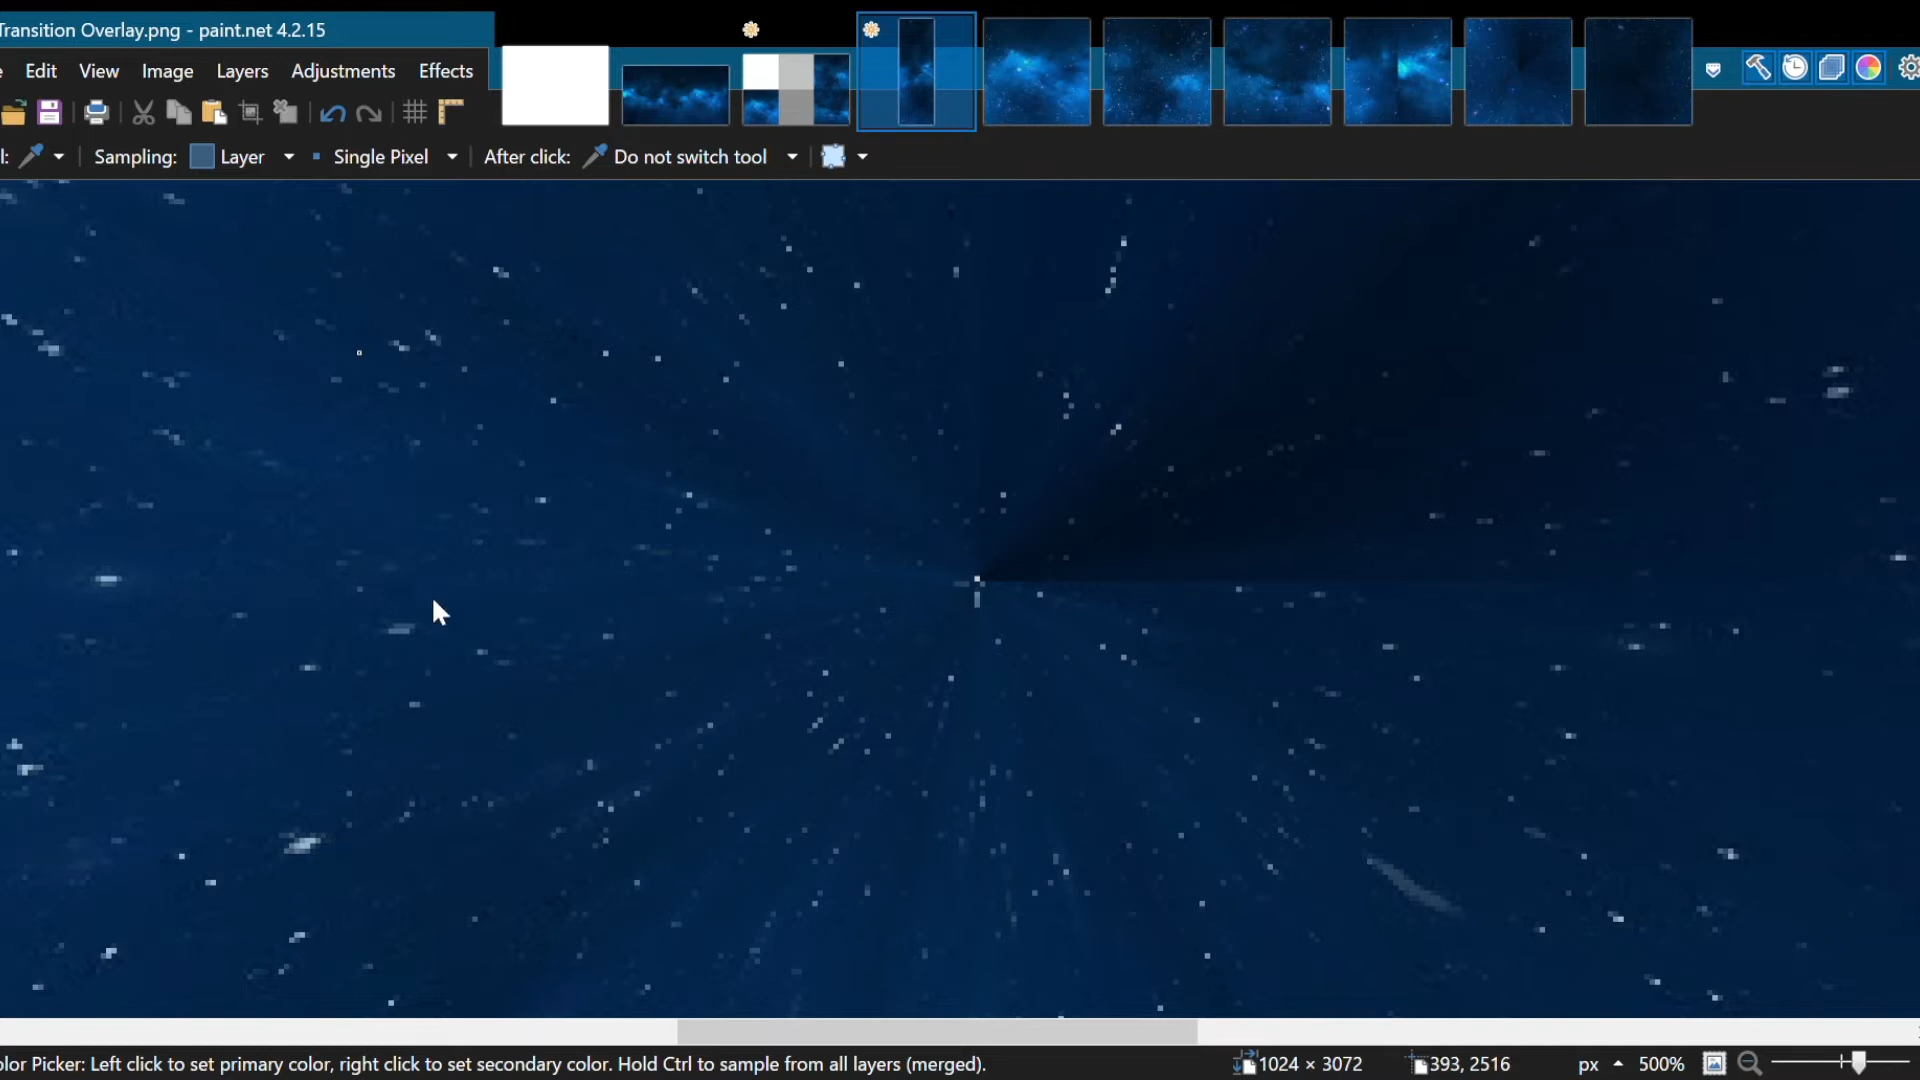 Transition Overlay.png - paint.net 4.2.15
Edit View Image Layers Adjustments Effects
Sampling: Layer Single Pixel After click: Do not switch tool
olor Picker: Left click to set primary color, right click to set secondary color. Hold Ctrl to sample from all layers (merged). 1024 × 3072 393, 2516 px 500%